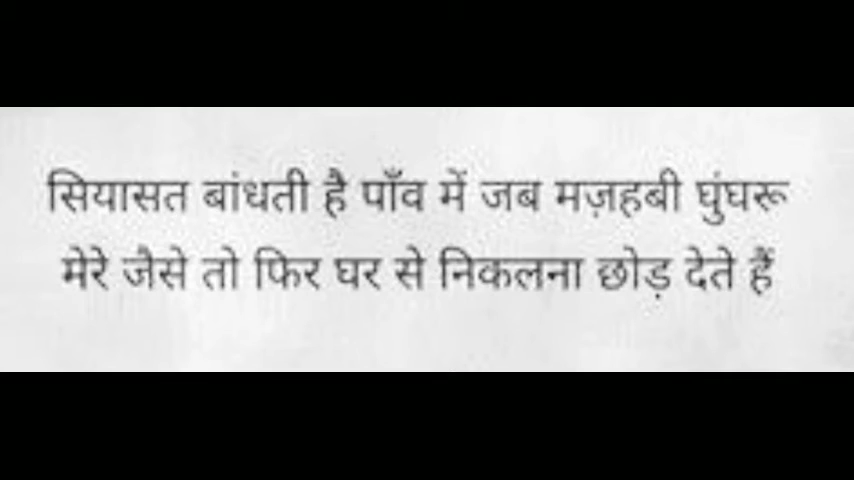 सियासत बांधती है पाँव में जब मज़हबी घुंघरू
मेरे जैसे तो फिर घर से निकलना छोड़ देते हैं